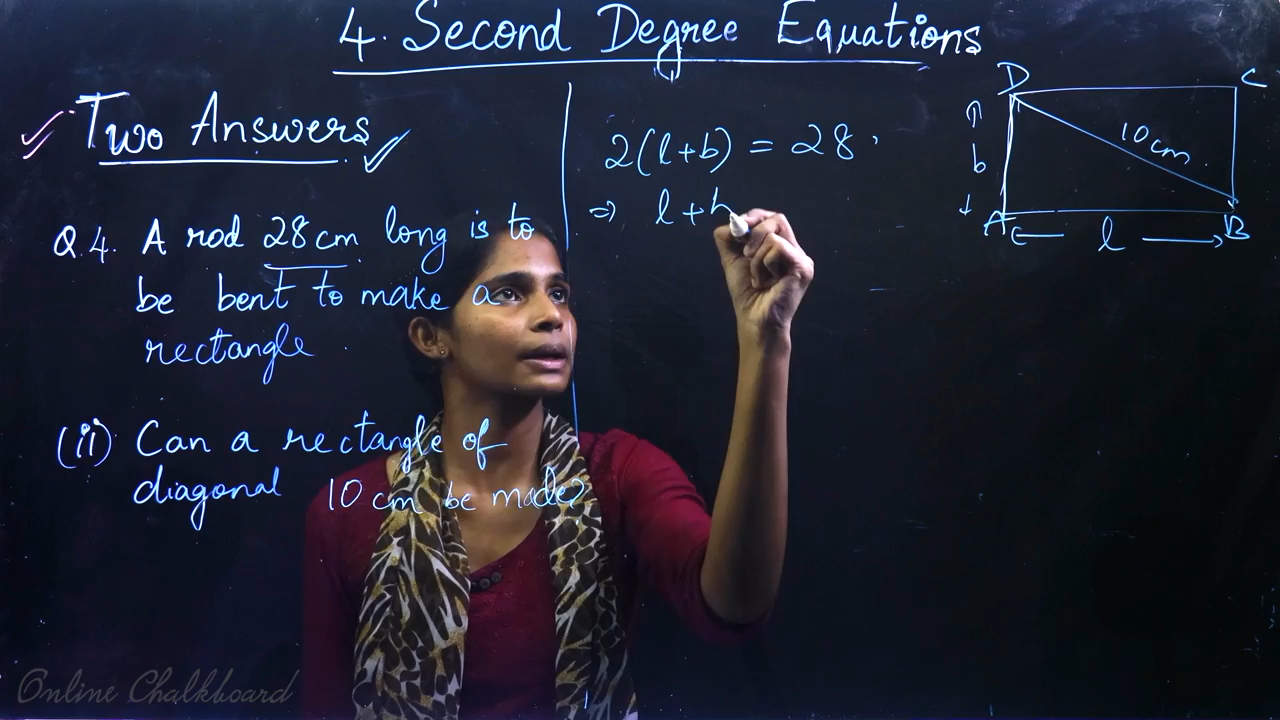 4. Second Degree Equations
Two Answers
Q.4. A rod 28 cm long is to
be bent to make a
rectangle.
(ii) Can a rectangle of
diagonal 10 cm be made?
2(l+b) = 28
⇒ l+b
D C
b 10 cm
A B
l
Online Chalkboard